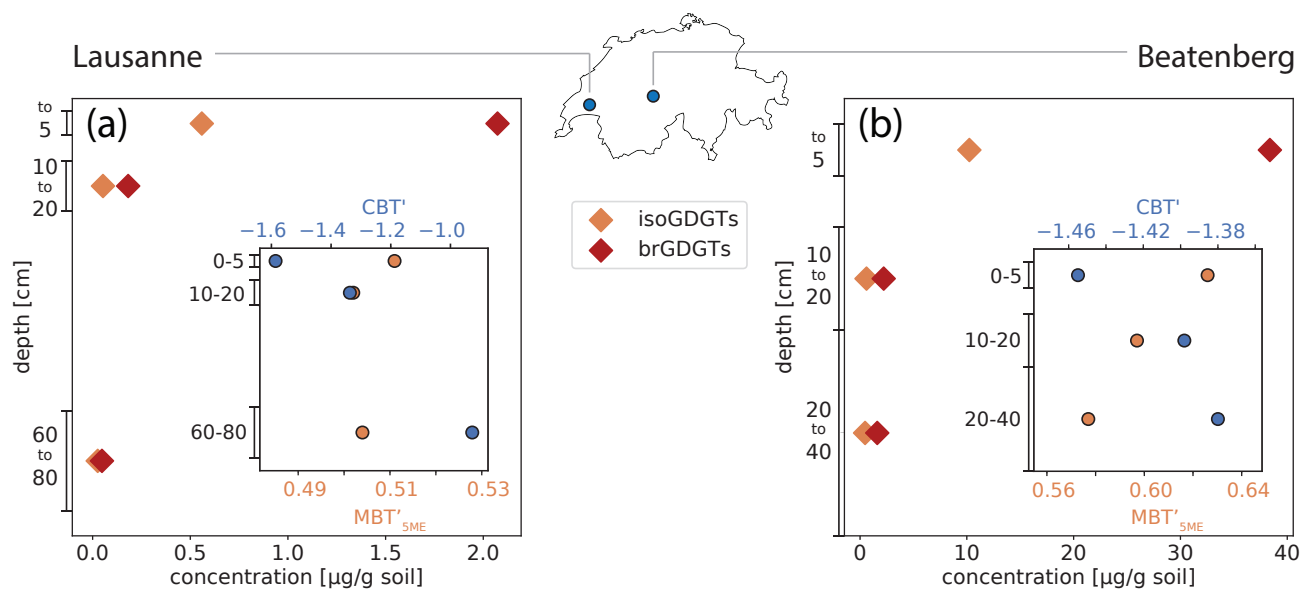 Lausanne
Beatenberg
(a)
to
5
10
to
20
60
to
80
depth [cm]
CBT'
−1.6 −1.4 −1.2 −1.0
0-5
10-20
60-80
0.49 0.51 0.53
MBT’5ME
0.0 0.5 1.0 1.5 2.0
concentration [μg/g soil]
isoGDGTs
brGDGTs
(b)
to
5
10
to
20
20
to
40
depth [cm]
CBT'
−1.46 −1.42 −1.38
0-5
10-20
20-40
0.56 0.60 0.64
MBT’5ME
0 10 20 30 40
concentration [μg/g soil]